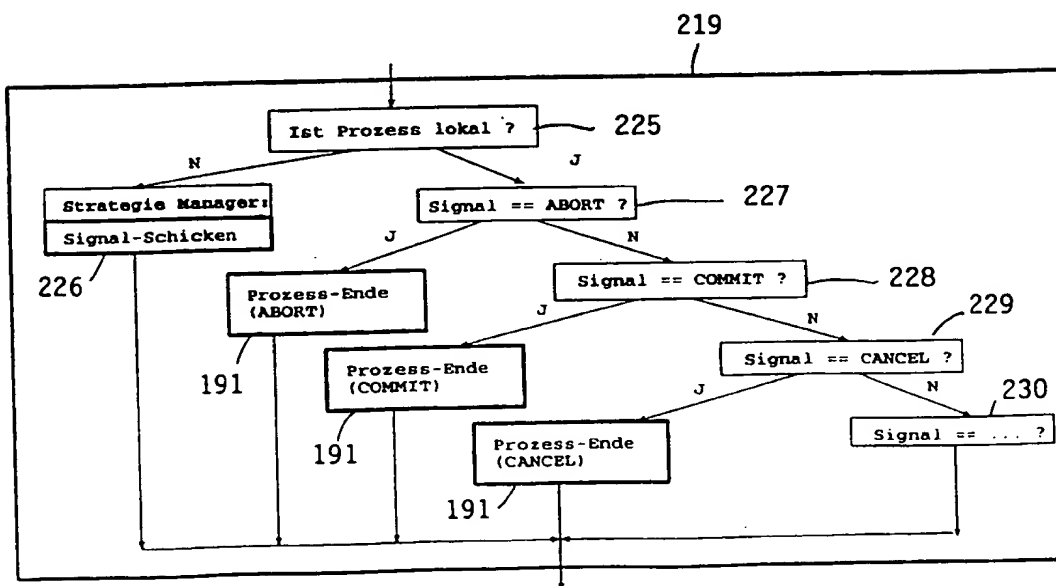 219
Ist Prozess lokal ?
225
N
J
Strategie Manager:
Signal-Schicken
226
Signal == ABORT ?
227
J
N
Prozess-Ende
(ABORT)
191
Signal == COMMIT ?
228
J
N
Prozess-Ende
(COMMIT)
191
Signal == CANCEL ?
229
J
N
Prozess-Ende
(CANCEL)
191
230
Signal == ... ?